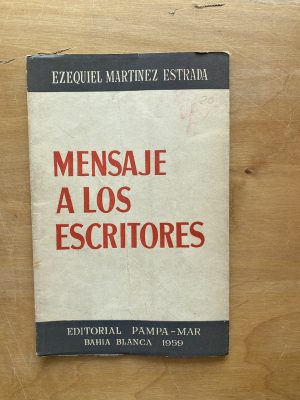 EZEQUIEL MARTINEZ ESTRADA
MENSAJE
A LOS
ESCRITORES
EDITORIAL PAMPA-MAR
BAHIA BLANCA 1959